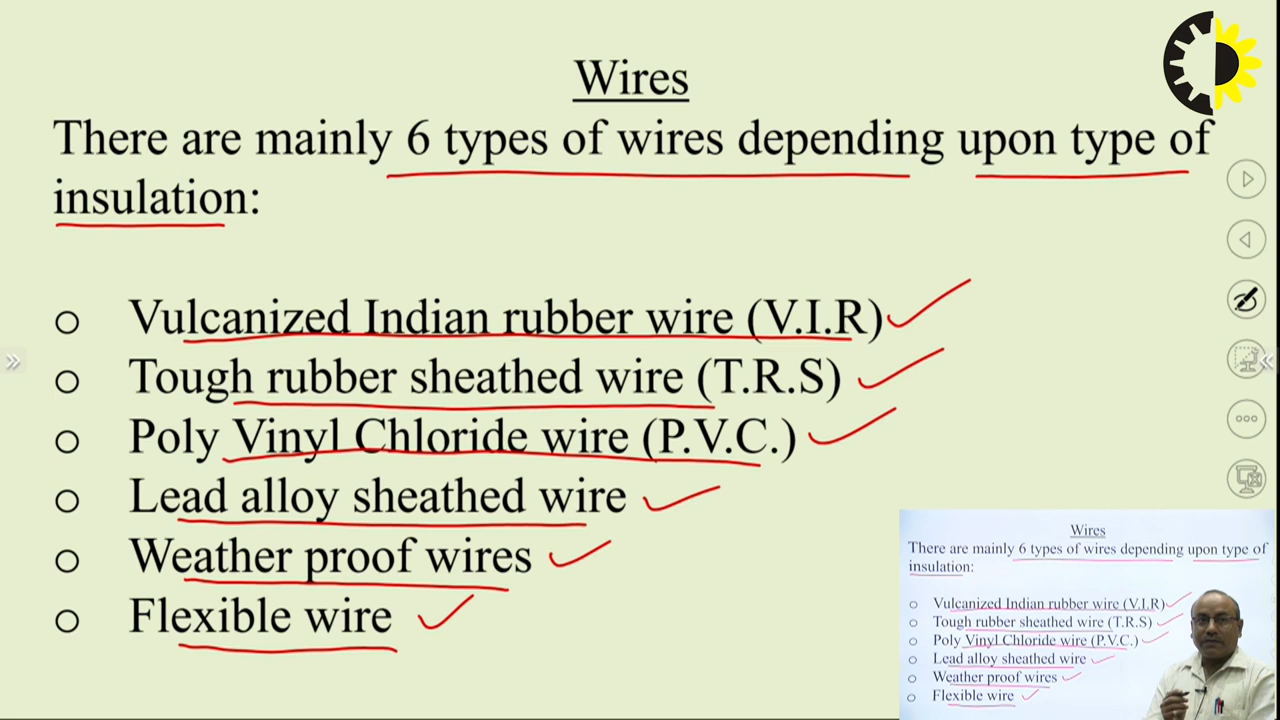 Wires
There are mainly 6 types of wires depending upon type of
insulation:
o Vulcanized Indian rubber wire (V.I.R)
o Tough rubber sheathed wire (T.R.S)
o Poly Vinyl Chloride wire (P.V.C.)
o Lead alloy sheathed wire
o Weather proof wires
o Flexible wire
Wires
There are mainly 6 types of wires depending upon type of
insulation:
o Vulcanized Indian rubber wire (V.I.R)
o Tough rubber sheathed wire (T.R.S)
o Poly Vinyl Chloride wire (P.V.C.)
o Lead alloy sheathed wire
o Weather proof wires
o Flexible wire